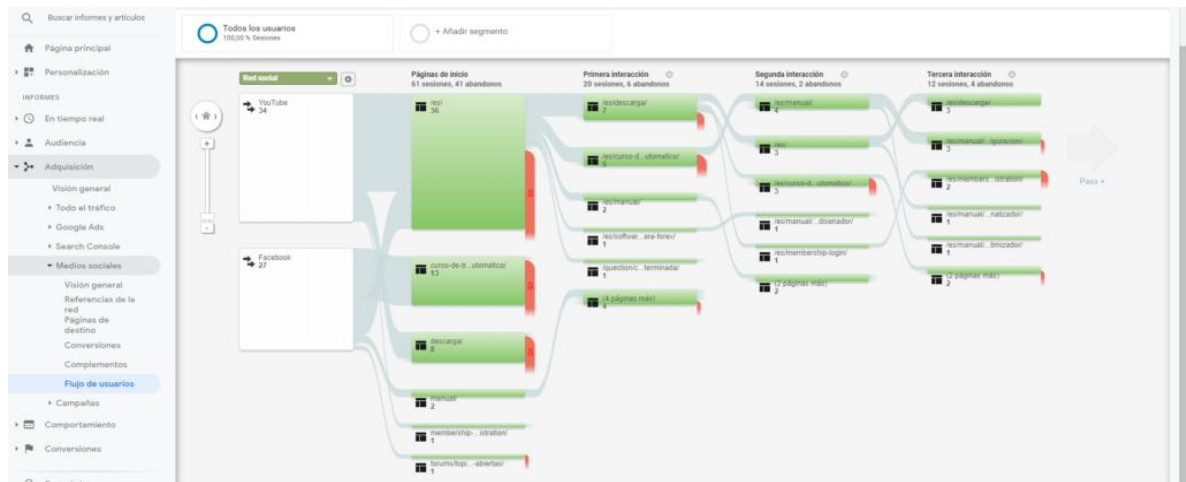 Buscar informes y artículos
Página principal
Personalización
INFORMES
En tiempo real
Audiencia
Adquisición
Visión general
Todo el tráfico
Google Ads
Search Console
Medios sociales
Visión general
Referencias de la
red
Páginas de
destino
Conversiones
Complementos
Flujo de usuarios
Campañas
Comportamiento
Conversiones
Todos los usuarios
100,00 % Sesiones
+ Añadir segmento
Red social
YouTube
34
Facebook
27
Páginas de inicio
61 sesiones, 41 abandonos
/es/
36
curso-de-tr...utomatico/
13
descarga/
8
manual/
2
membership-...istration/
1
forums/topi...-abiertas/
1
Primera interacción
20 sesiones, 6 abandonos
/es/descarga/
7
/es/curso-d...utomatico/
5
/es/manual/
2
/es/softwar...ara-forex/
1
/question/c...terminada/
1
(4 páginas más)
4
Segunda interacción
14 sesiones, 2 abandonos
/es/manual/
4
/es/
3
/es/curso-d...utomatico/
3
/es/manual/...disenador/
1
/es/membership-login/
1
(2 páginas más)
2
Tercera interacción
12 sesiones, 4 abandonos
/es/descarga/
3
/es/manual/...iguracion/
3
/es/members...istration/
2
/es/manual/...nalizador/
1
/es/manual/...timizador/
1
(2 páginas más)
2
Paso +